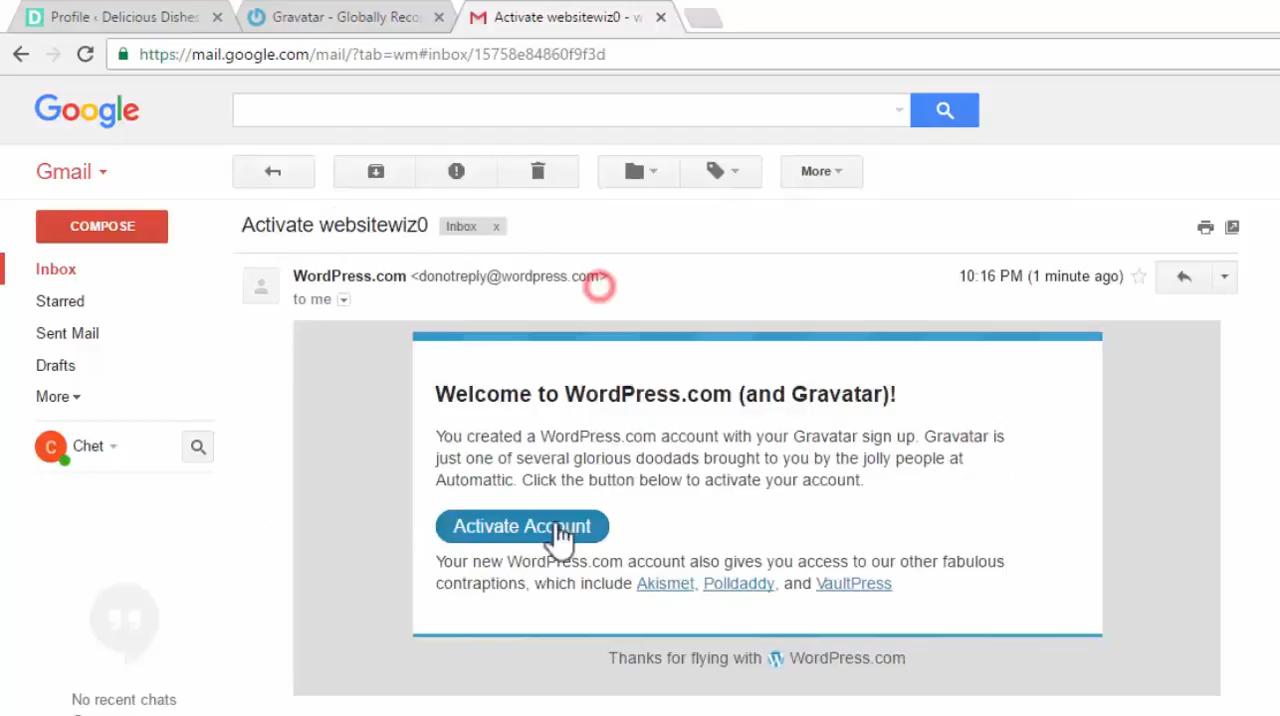 Profile ‹ Delicious Dishes
Gravatar - Globally Reco
Activate websitewiz0 - w
https://mail.google.com/mail/?tab=wm#inbox/15758e84860f9f3d
Google
Gmail
More
COMPOSE
Activate websitewiz0 Inbox x
Inbox
WordPress.com <donotreply@wordpress.com>
10:16 PM (1 minute ago)
to me
Starred
Sent Mail
Drafts
More
C Chet
Welcome to WordPress.com (and Gravatar)!
You created a WordPress.com account with your Gravatar sign up. Gravatar is
just one of several glorious doodads brought to you by the jolly people at
Automattic. Click the button below to activate your account.
Activate Account
Your new WordPress.com account also gives you access to our other fabulous
contraptions, which include Akismet, Polldaddy, and VaultPress
Thanks for flying with WordPress.com
No recent chats